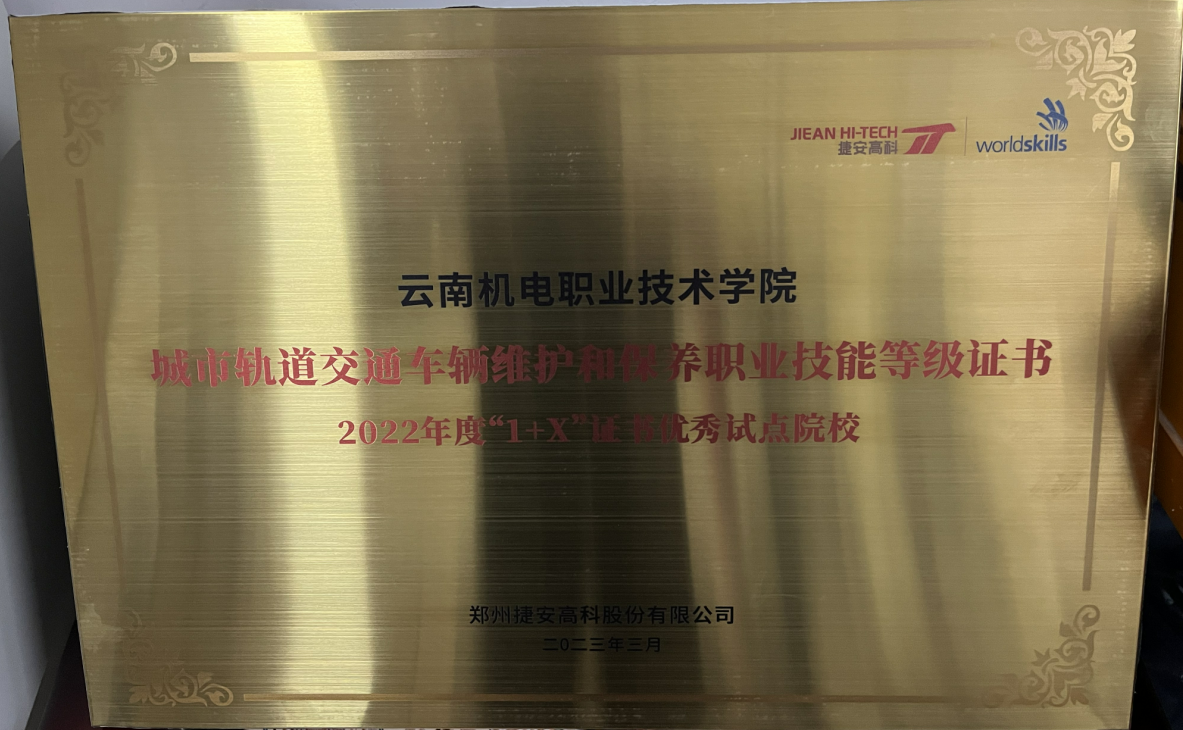 JIEAN HI-TECH
捷安高科
worldskills
云南机电职业技术学院
城市轨道交通车辆维护和保养职业技能等级证书
2022年度“1+X”证书优秀试点院校
郑州捷安高科股份有限公司
二0二三年三月